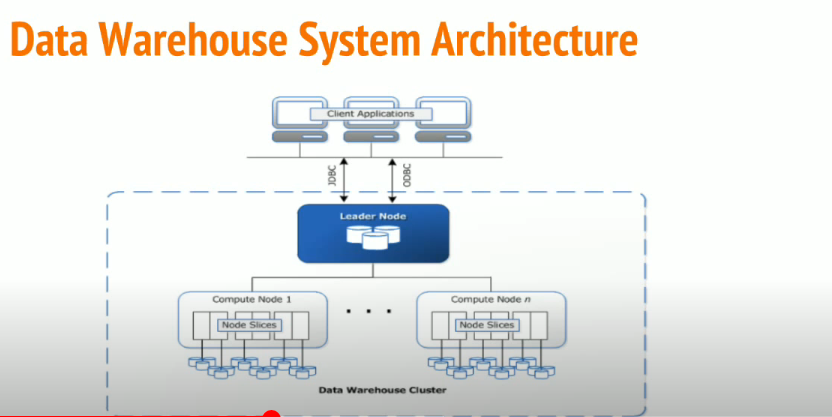 Data Warehouse System Architecture
Client Applications
JDBC
ODBC
Leader Node
Compute Node 1
Compute Node n
. . .
Node Slices
Node Slices
Data Warehouse Cluster